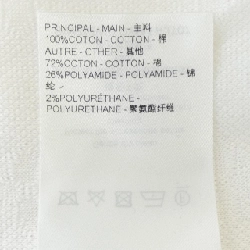 PRINCIPAL - MAIN - 主料
100%COTON - COTTON - 棉
AUTRE - OTHER - 其他
72%COTON - COTTON - 棉
26%POLYAMIDE - POLYAMIDE - 锦
纶 -
2%POLYURÉTHANE -
POLYURETHANE - 聚氨酯纤维